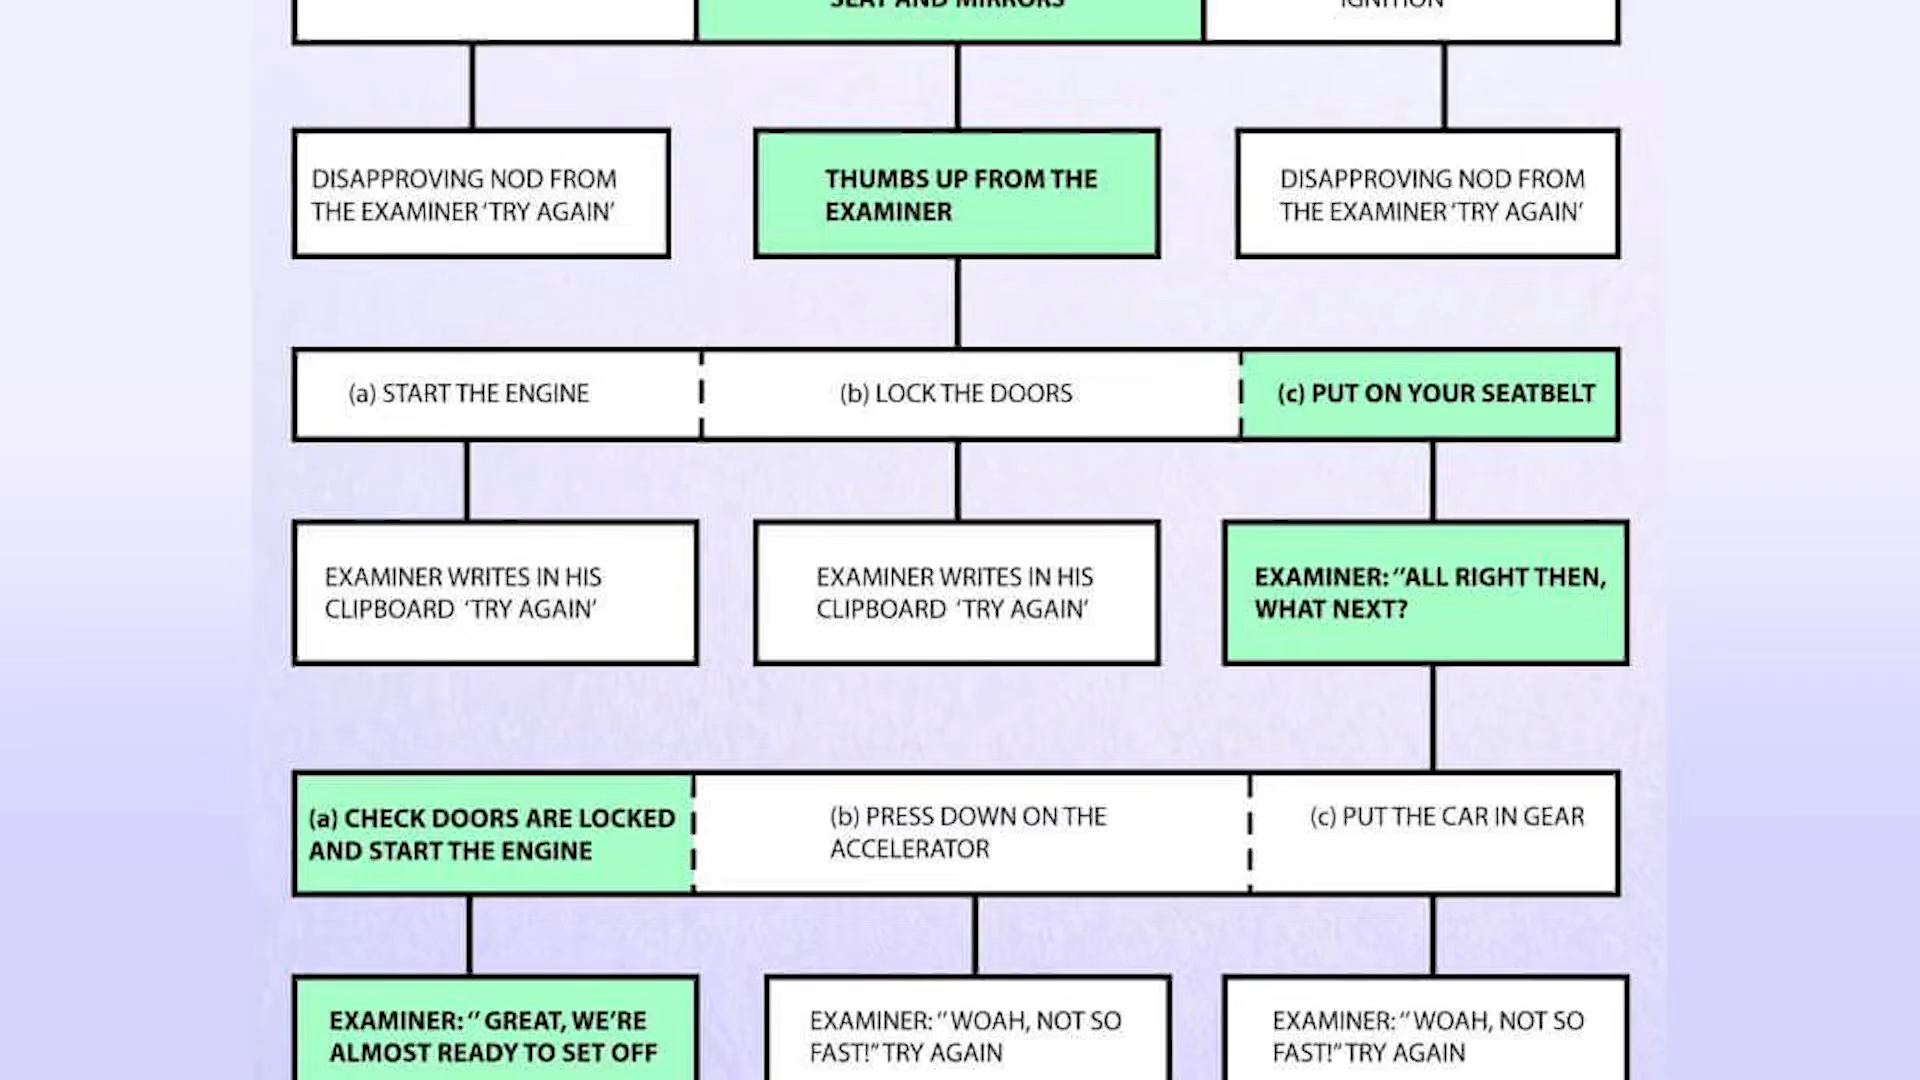 SEAT AND MIRRORS
IGNITION
DISAPPROVING NOD FROM
THE EXAMINER ‘TRY AGAIN’
THUMBS UP FROM THE
EXAMINER
DISAPPROVING NOD FROM
THE EXAMINER ‘TRY AGAIN’
(a) START THE ENGINE
(b) LOCK THE DOORS
(c) PUT ON YOUR SEATBELT
EXAMINER WRITES IN HIS
CLIPBOARD ‘TRY AGAIN’
EXAMINER WRITES IN HIS
CLIPBOARD ‘TRY AGAIN’
EXAMINER: “ALL RIGHT THEN,
WHAT NEXT?
(a) CHECK DOORS ARE LOCKED
AND START THE ENGINE
(b) PRESS DOWN ON THE
ACCELERATOR
(c) PUT THE CAR IN GEAR
EXAMINER: “ GREAT, WE’RE
ALMOST READY TO SET OFF
EXAMINER: “WOAH, NOT SO
FAST!” TRY AGAIN
EXAMINER: “WOAH, NOT SO
FAST!” TRY AGAIN